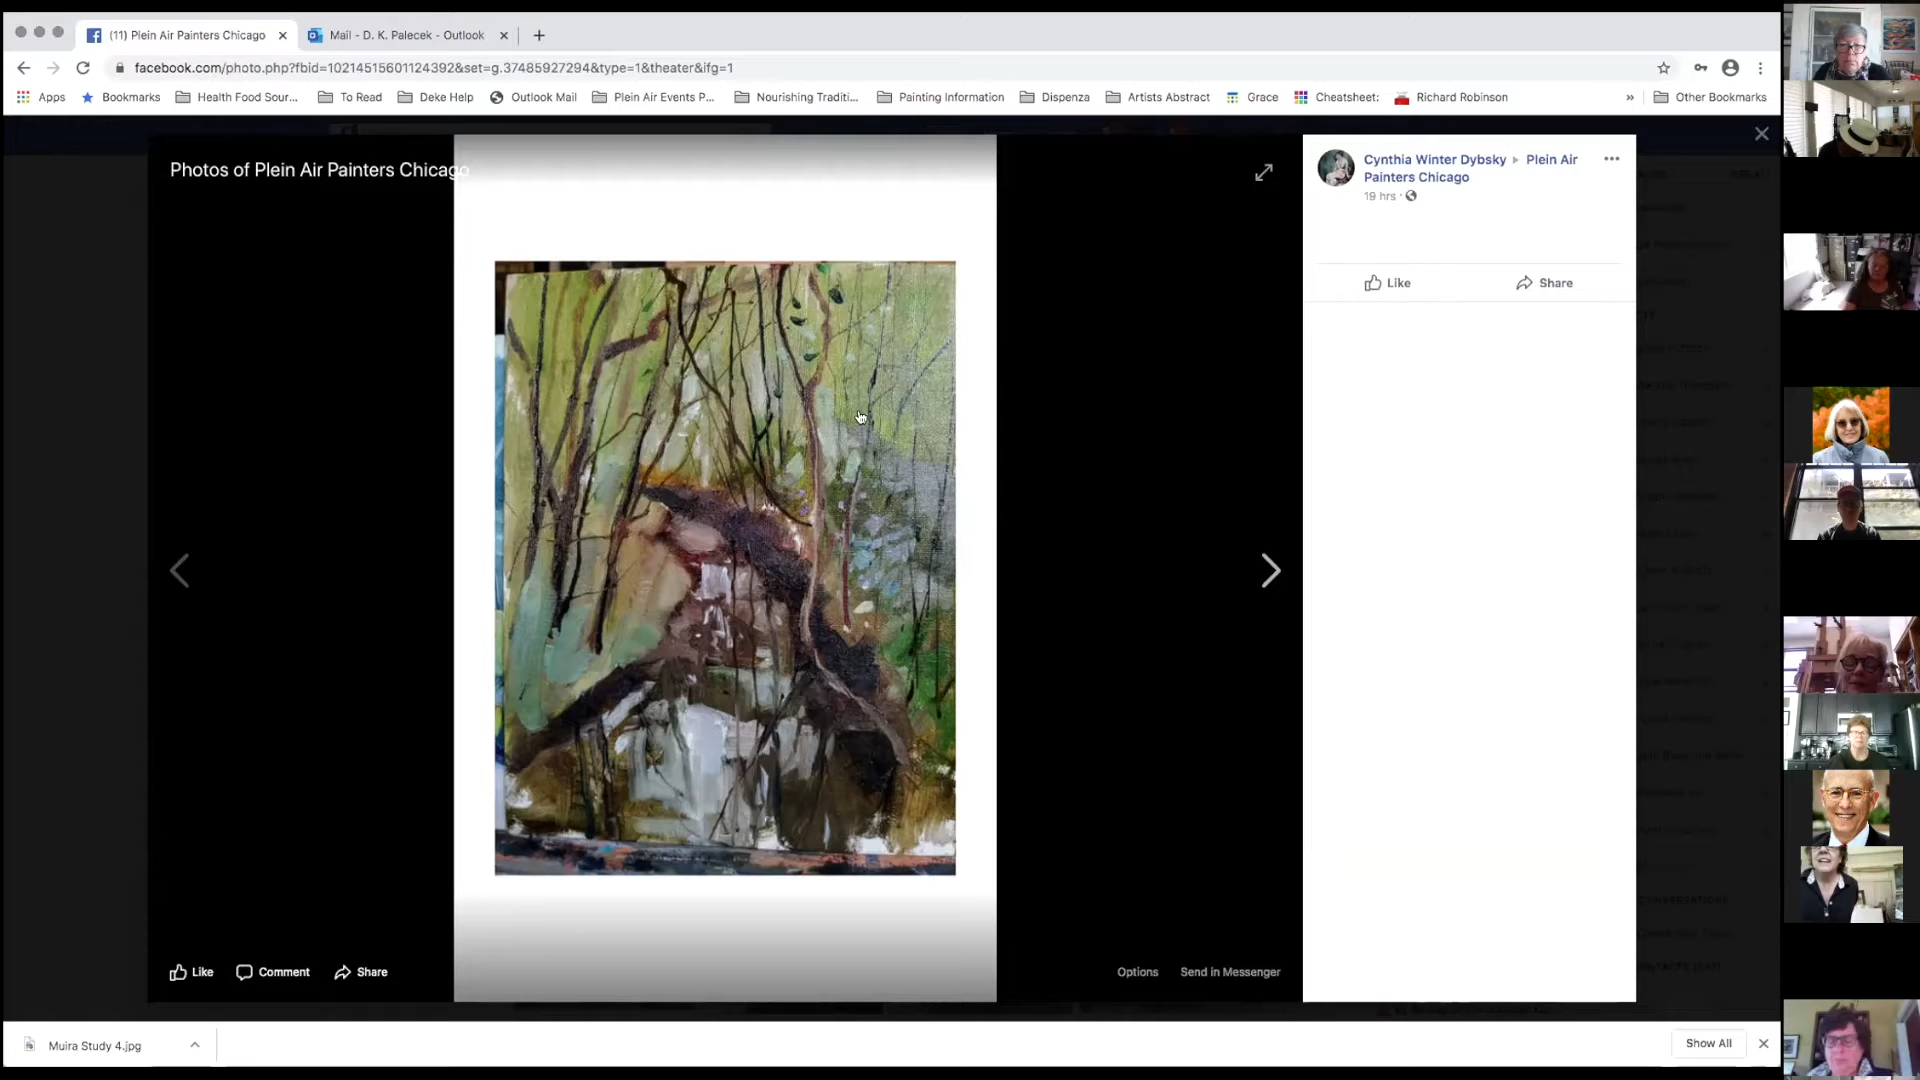 (11) Plein Air Painters Chicago
Mail - D. K. Palecek - Outlook
facebook.com/photo.php?fbid=10214515601124392&set=g.37485927294&type=1&theater&ifg=1
Apps Bookmarks Health Food Sour... To Read Deke Help Outlook Mail Plein Air Events P... Nourishing Traditi... Painting Information Dispenza Artists Abstract Grace Cheatsheet: Richard Robinson » Other Bookmarks
Photos of Plein Air Painters Chicago
Cynthia Winter Dybsky ▸ Plein Air
Painters Chicago
19 hrs ·
Like Share
Like Comment Share
Options Send in Messenger
Muira Study 4.jpg
Show All